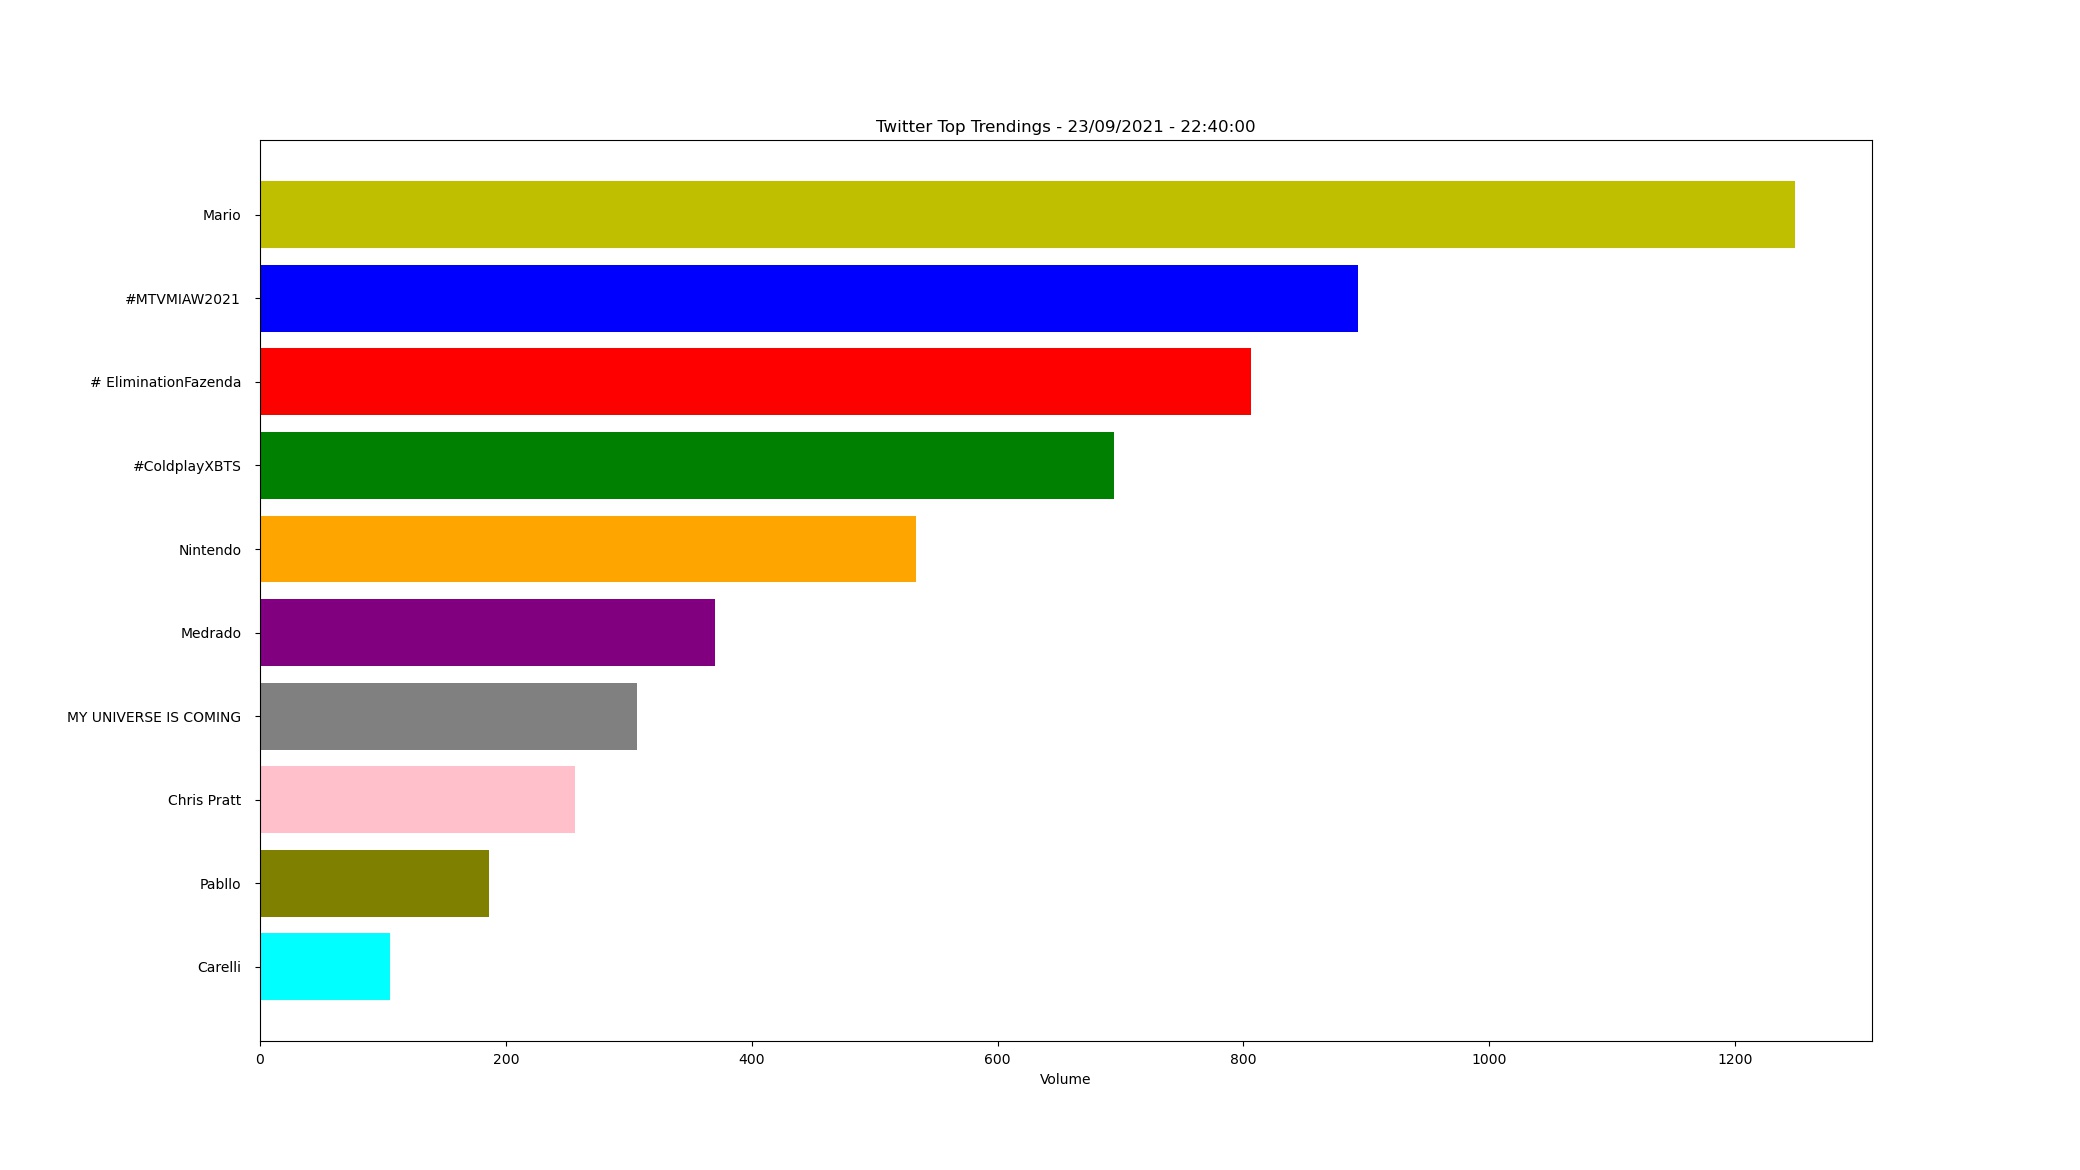 Twitter Top Trendings - 23/09/2021 - 22:40:00
Mario
#MTVMIAW2021
# EliminationFazenda
#ColdplayXBTS
Nintendo
Medrado
MY UNIVERSE IS COMING
Chris Pratt
Pabllo
Carelli
0 200 400 600 800 1000 1200
Volume